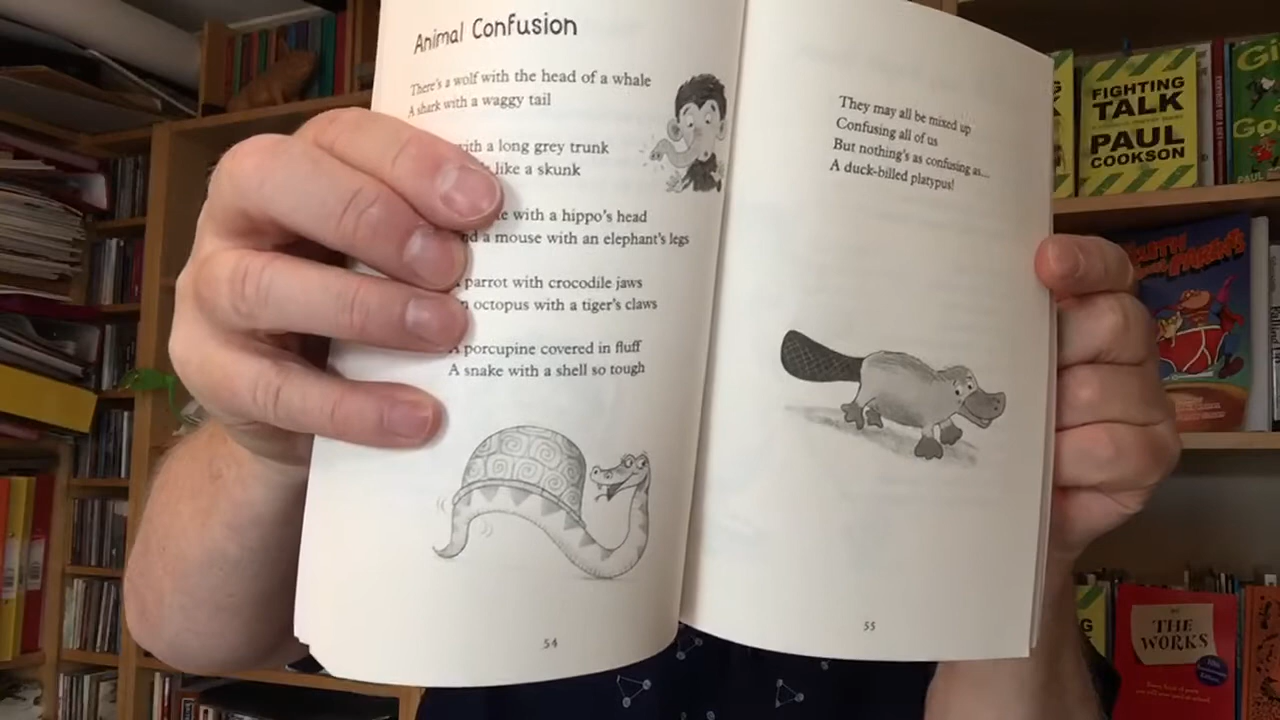 Animal Confusion
There's a wolf with the head of a whale
A shark with a waggy tail
with a long grey trunk
like a skunk
with a hippo's head
a mouse with an elephant's legs
parrot with crocodile jaws
octopus with a tiger's claws
A porcupine covered in fluff
A snake with a shell so tough
54
They may all be mixed up
Confusing all of us
But nothing's as confusing as...
A duck-billed platypus!
55
FIGHTING
TALK
PAUL
COOKSON
PAUL
THE
WORKS